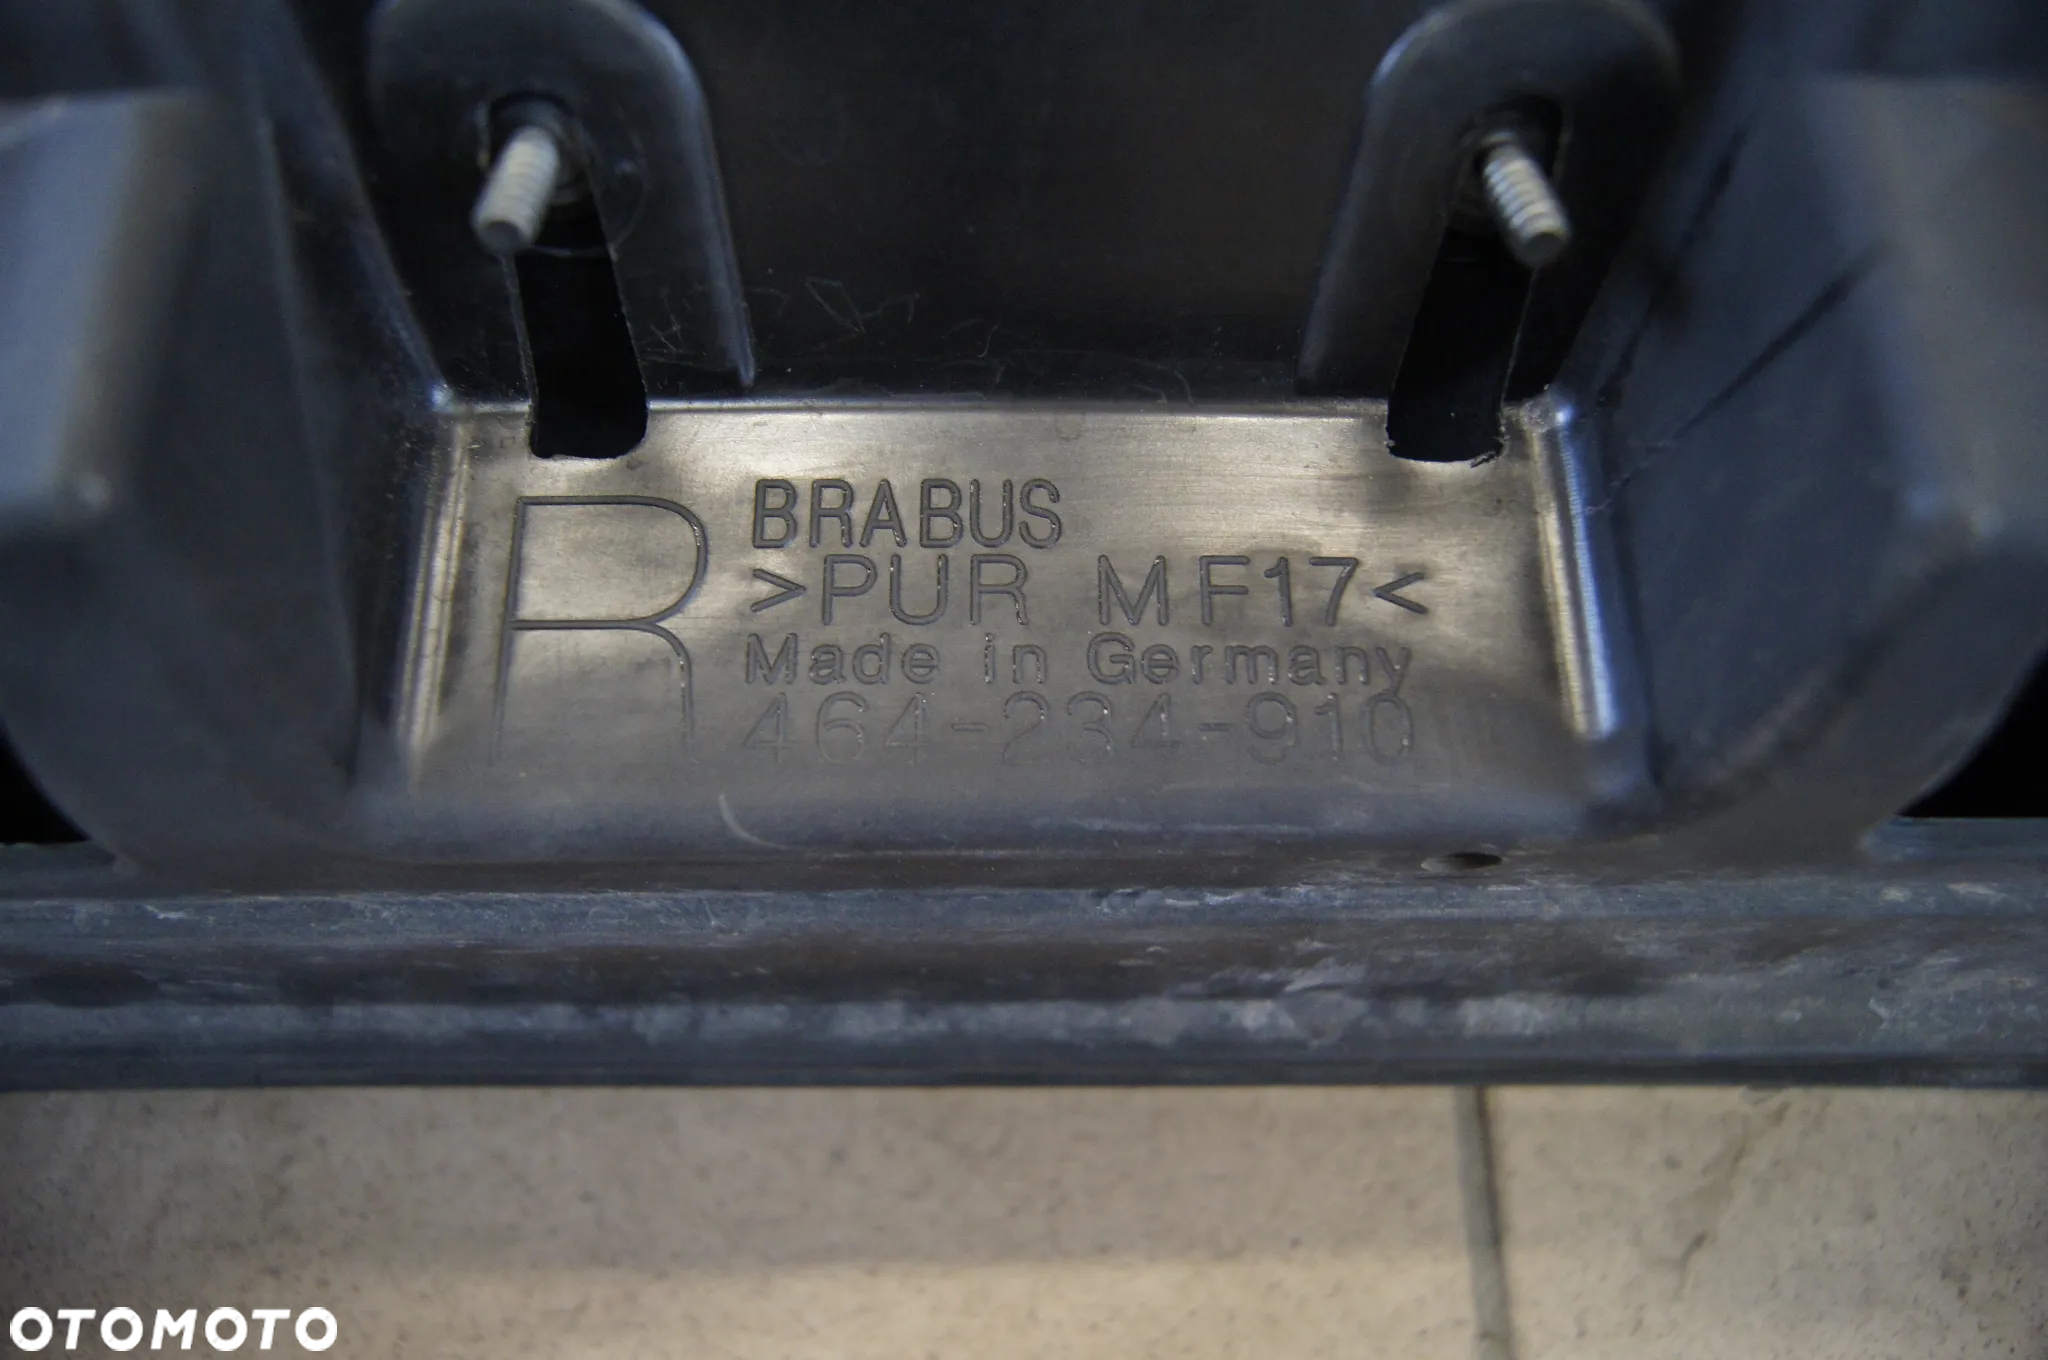 R
BRABUS
>PUR MF17<
Made in Germany
464-234-910
OTOMOTO